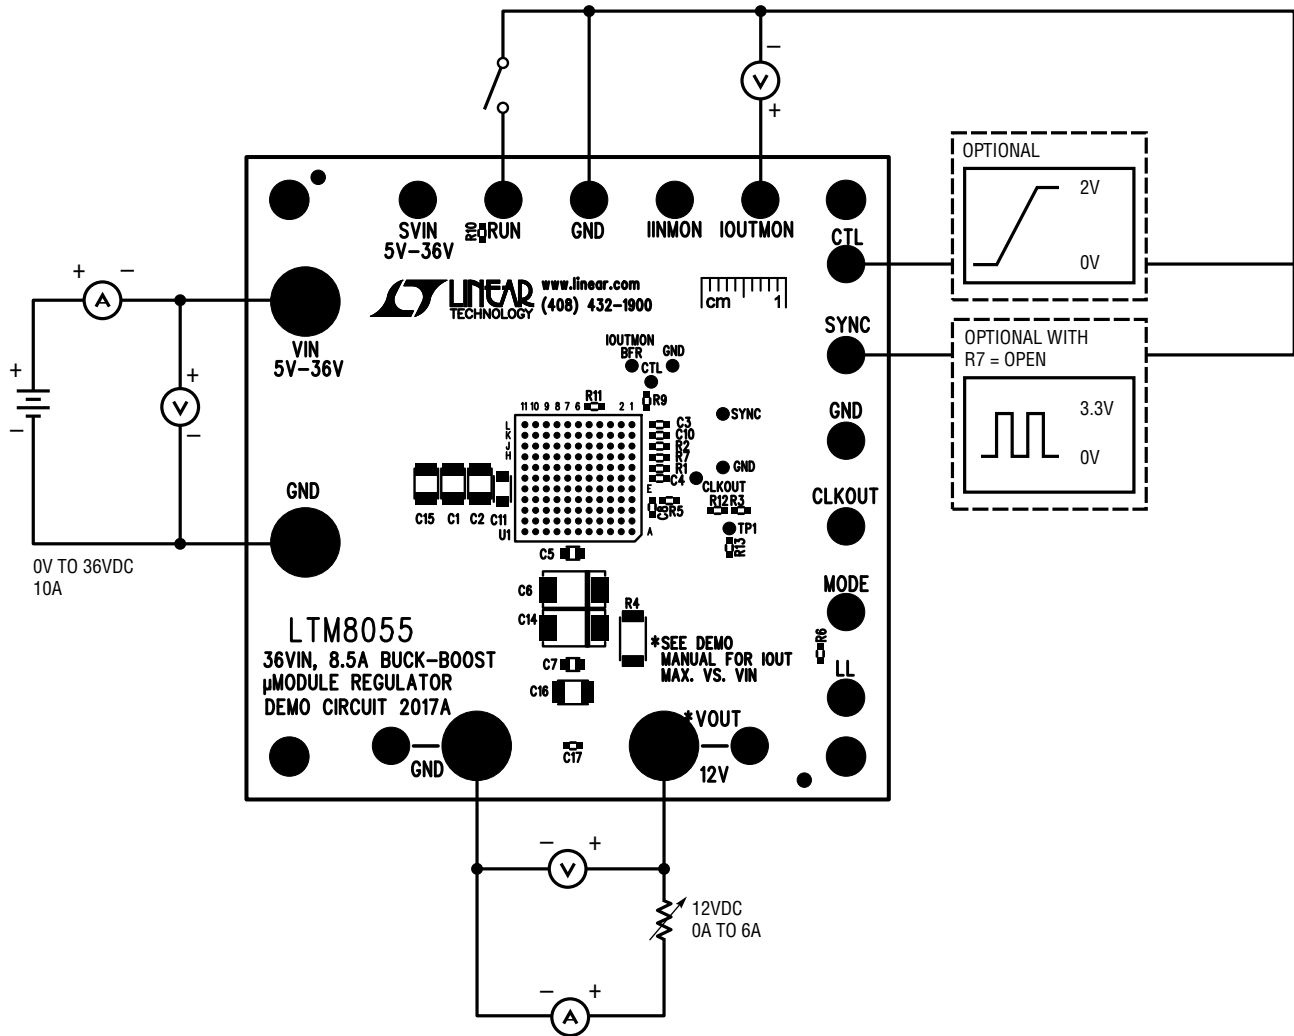 −
V
+
OPTIONAL
2V
0V
SVIN
5V-36V
R10
RUN
GND
IINMON
IOUTMON
CTL
LINEAR
TECHNOLOGY
www.linear.com
(408) 432-1900
cm 1
+ −
A
VIN
5V-36V
+
−
+
V
−
SYNC
OPTIONAL WITH
R7 = OPEN
3.3V
0V
IOUTMON
BFR
GND
CTL
R11
R9
11 10 9 8 7 6 2 1
L
K
J
H
E
A
C3
C10
R2
R7
R1
C4
SYNC
GND
CLKOUT
C8
R5
R12 R3
TP1
R13
GND
CLKOUT
GND
C15 C1 C2 C11
U1
0V TO 36VDC
10A
C5
C6
C14
R4
C7
C16
C17
MODE
R6
LL
LTM8055
36VIN, 8.5A BUCK-BOOST
µMODULE REGULATOR
DEMO CIRCUIT 2017A
*SEE DEMO
MANUAL FOR IOUT
MAX. VS. VIN
GND
*VOUT
12V
− +
V
12VDC
0A TO 6A
− +
A